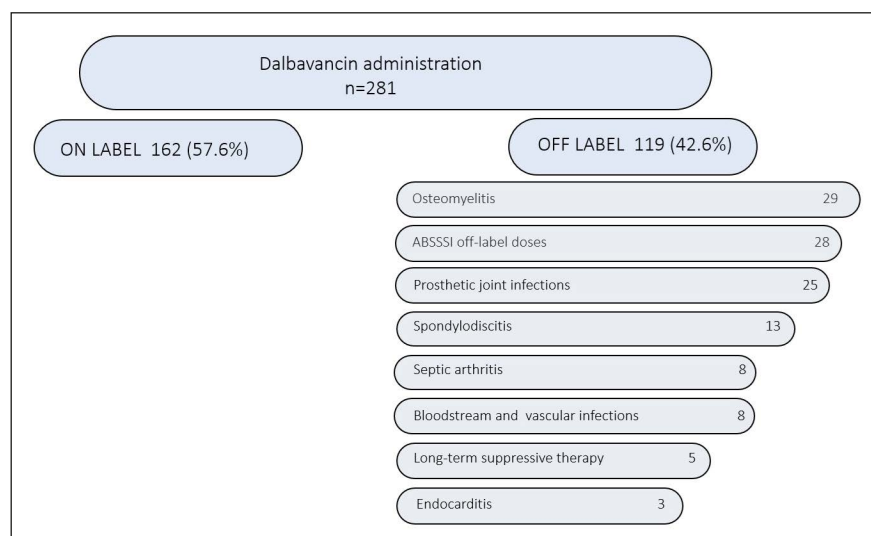 Dalbavancin administration
n=281
ON LABEL 162 (57.6%)
OFF LABEL 119 (42.6%)
Osteomyelitis 29
ABSSSI off-label doses 28
Prosthetic joint infections 25
Spondylodiscitis 13
Septic arthritis 8
Bloodstream and vascular infections 8
Long-term suppressive therapy 5
Endocarditis 3